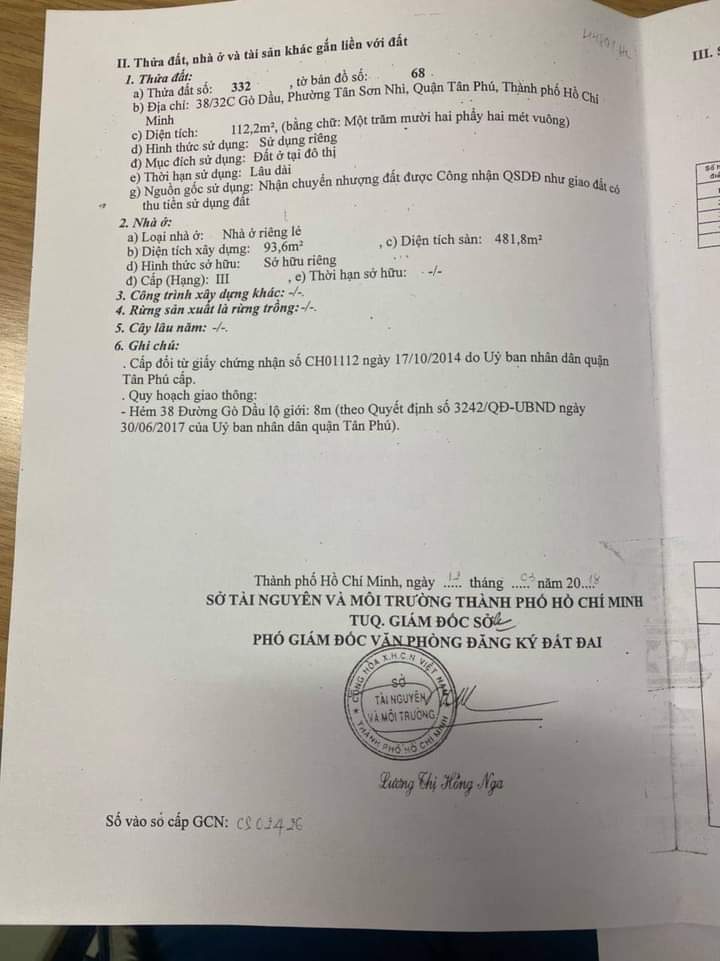 II. Thửa đất, nhà ở và tài sản khác gắn liền với đất
III. S
1. Thửa đất:
a) Thửa đất số: 332 , tờ bản đồ số: 68
b) Địa chỉ: 38/32C Gò Dầu, Phường Tân Sơn Nhì, Quận Tân Phú, Thành phố Hồ Chí
Minh
c) Diện tích: 112,2m², (bằng chữ: Một trăm mười hai phẩy hai mét vuông)
d) Hình thức sử dụng: Sử dụng riêng
đ) Mục đích sử dụng: Đất ở tại đô thị
e) Thời hạn sử dụng: Lâu dài
g) Nguồn gốc sử dụng: Nhận chuyển nhượng đất được Công nhận QSDĐ như giao đất có
thu tiền sử dụng đất
2. Nhà ở:
a) Loại nhà ở: Nhà ở riêng lẻ
b) Diện tích xây dựng: 93,6m² , c) Diện tích sàn: 481,8m²
d) Hình thức sở hữu: Sở hữu riêng
đ) Cấp (Hạng): III , e) Thời hạn sở hữu: -/-
3. Công trình xây dựng khác: -/-.
4. Rừng sản xuất là rừng trồng:-/-.
5. Cây lâu năm: -/-.
6. Ghi chú:
. Cấp đổi từ giấy chứng nhận số CH01112 ngày 17/10/2014 do Uỷ ban nhân dân quận
Tân Phú cấp.
. Quy hoạch giao thông:
- Hẻm 38 Đường Gò Dầu lộ giới: 8m (theo Quyết định số 3242/QĐ-UBND ngày
30/06/2017 của Uỷ ban nhân dân quận Tân Phú).
Thành phố Hồ Chí Minh, ngày ..... tháng 03 năm 2018
SỞ TÀI NGUYÊN VÀ MÔI TRƯỜNG THÀNH PHỐ HỒ CHÍ MINH
TUQ. GIÁM ĐỐC SỞ
PHÓ GIÁM ĐỐC VĂN PHÒNG ĐĂNG KÝ ĐẤT ĐAI
CỘNG HÒA X.H.C.N VIỆT NAM
SỞ
TÀI NGUYÊN
VÀ MÔI TRƯỜNG
THÀNH PHỐ HỒ CHÍ MINH
Lương Thị Hồng Nga
Số vào sổ cấp GCN: CS03426